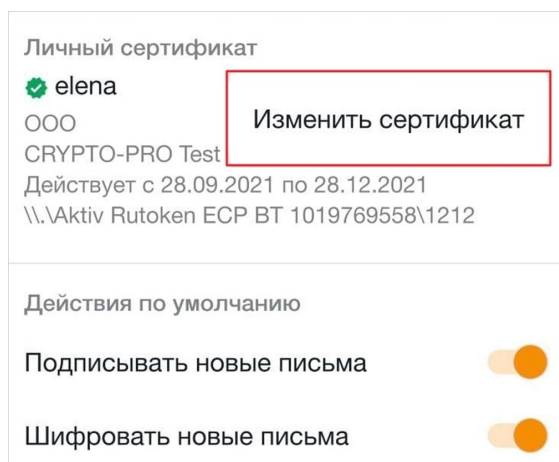 Личный сертификат
elena
Изменить сертификат
ООО
CRYPTO-PRO Test
Действует с 28.09.2021 по 28.12.2021
\\.\Aktiv Rutoken ECP BT 1019769558\1212
Действия по умолчанию
Подписывать новые письма
Шифровать новые письма